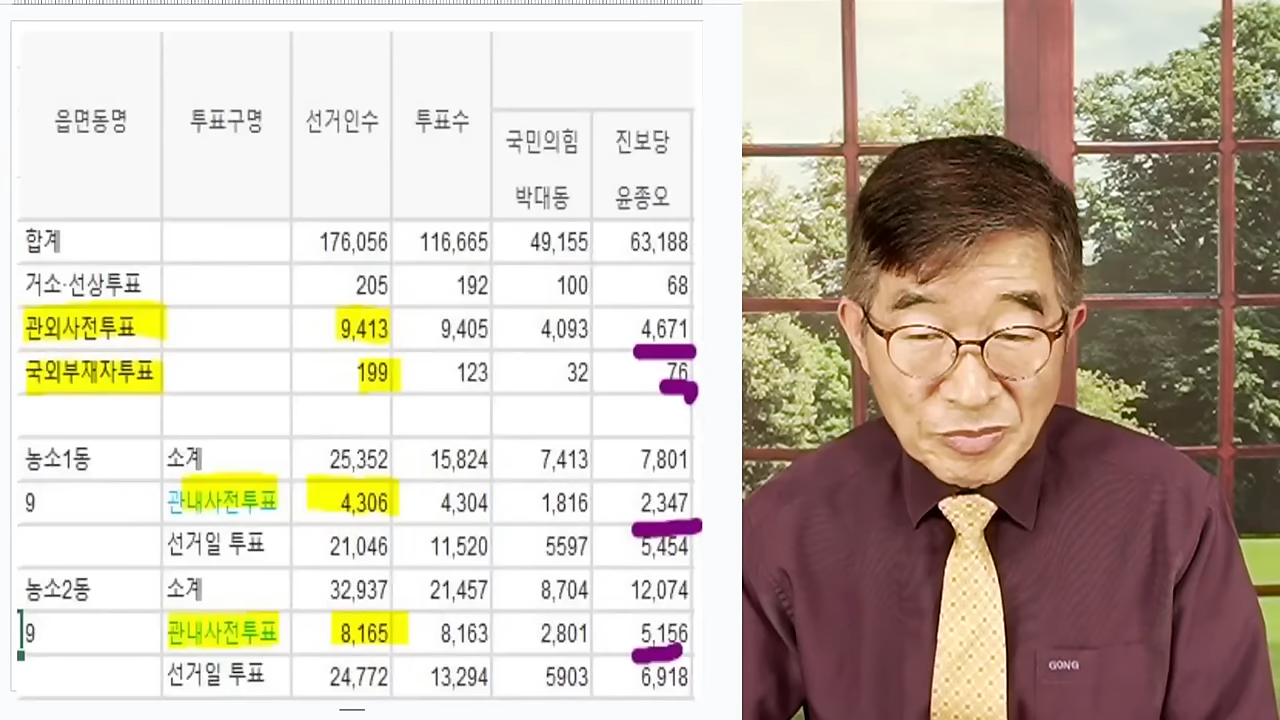 읍면동명 투표구명 선거인수 투표수 국민의힘 박대동 진보당 윤종오
합계 176,056 116,665 49,155 63,188
거소·선상투표 205 192 100 68
관외사전투표 9,413 9,405 4,093 4,671
국외부재자투표 199 123 32 76
농소1동 소계 25,352 15,824 7,413 7,801
9 관내사전투표 4,306 4,304 1,816 2,347
선거일 투표 21,046 11,520 5597 5,454
농소2동 소계 32,937 21,457 8,704 12,074
9 관내사전투표 8,165 8,163 2,801 5,156
선거일 투표 24,772 13,294 5903 6,918
GONG